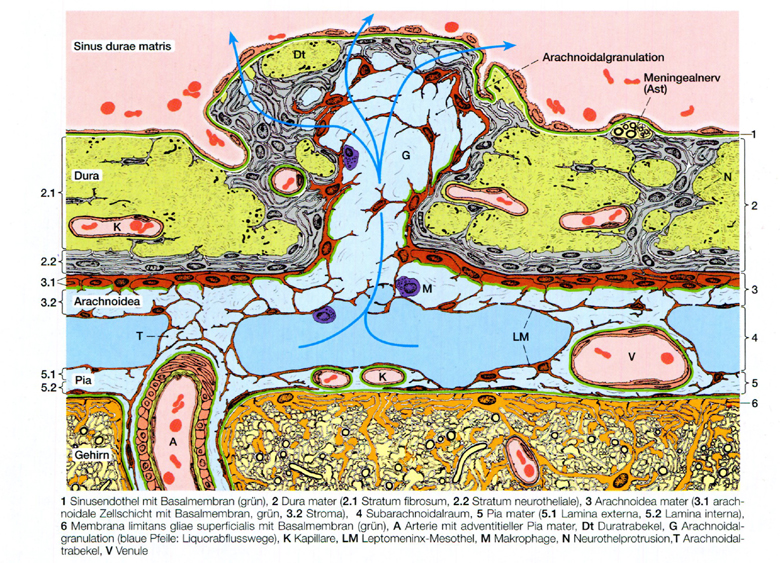 Sinus durae matris
Dt
Arachnoidalgranulation
Meningealnerv
(Ast)
1
Dura
G
N
2.1
2
K
2.2
3.1
3.2
Arachnoidea
M
3
T
LM
4
V
5.1
5.2
Pia
K
5
6
A
Gehirn
1 Sinusendothel mit Basalmembran (grün), 2 Dura mater (2.1 Stratum fibrosum, 2.2 Stratum neurotheliale), 3 Arachnoidea mater (3.1 arach-
noidale Zellschicht mit Basalmembran, grün, 3.2 Stroma), 4 Subarachnoidalraum, 5 Pia mater (5.1 Lamina externa, 5.2 Lamina interna),
6 Membrana limitans gliae superficialis mit Basalmembran (grün), A Arterie mit adventitieller Pia mater, Dt Duratrabekel, G Arachnoidal-
granulation (blaue Pfeile: Liquorabflusswege), K Kapillare, LM Leptomeninx-Mesothel, M Makrophage, N Neurothelprotrusion,T Arachnoidal-
trabekel, V Venule